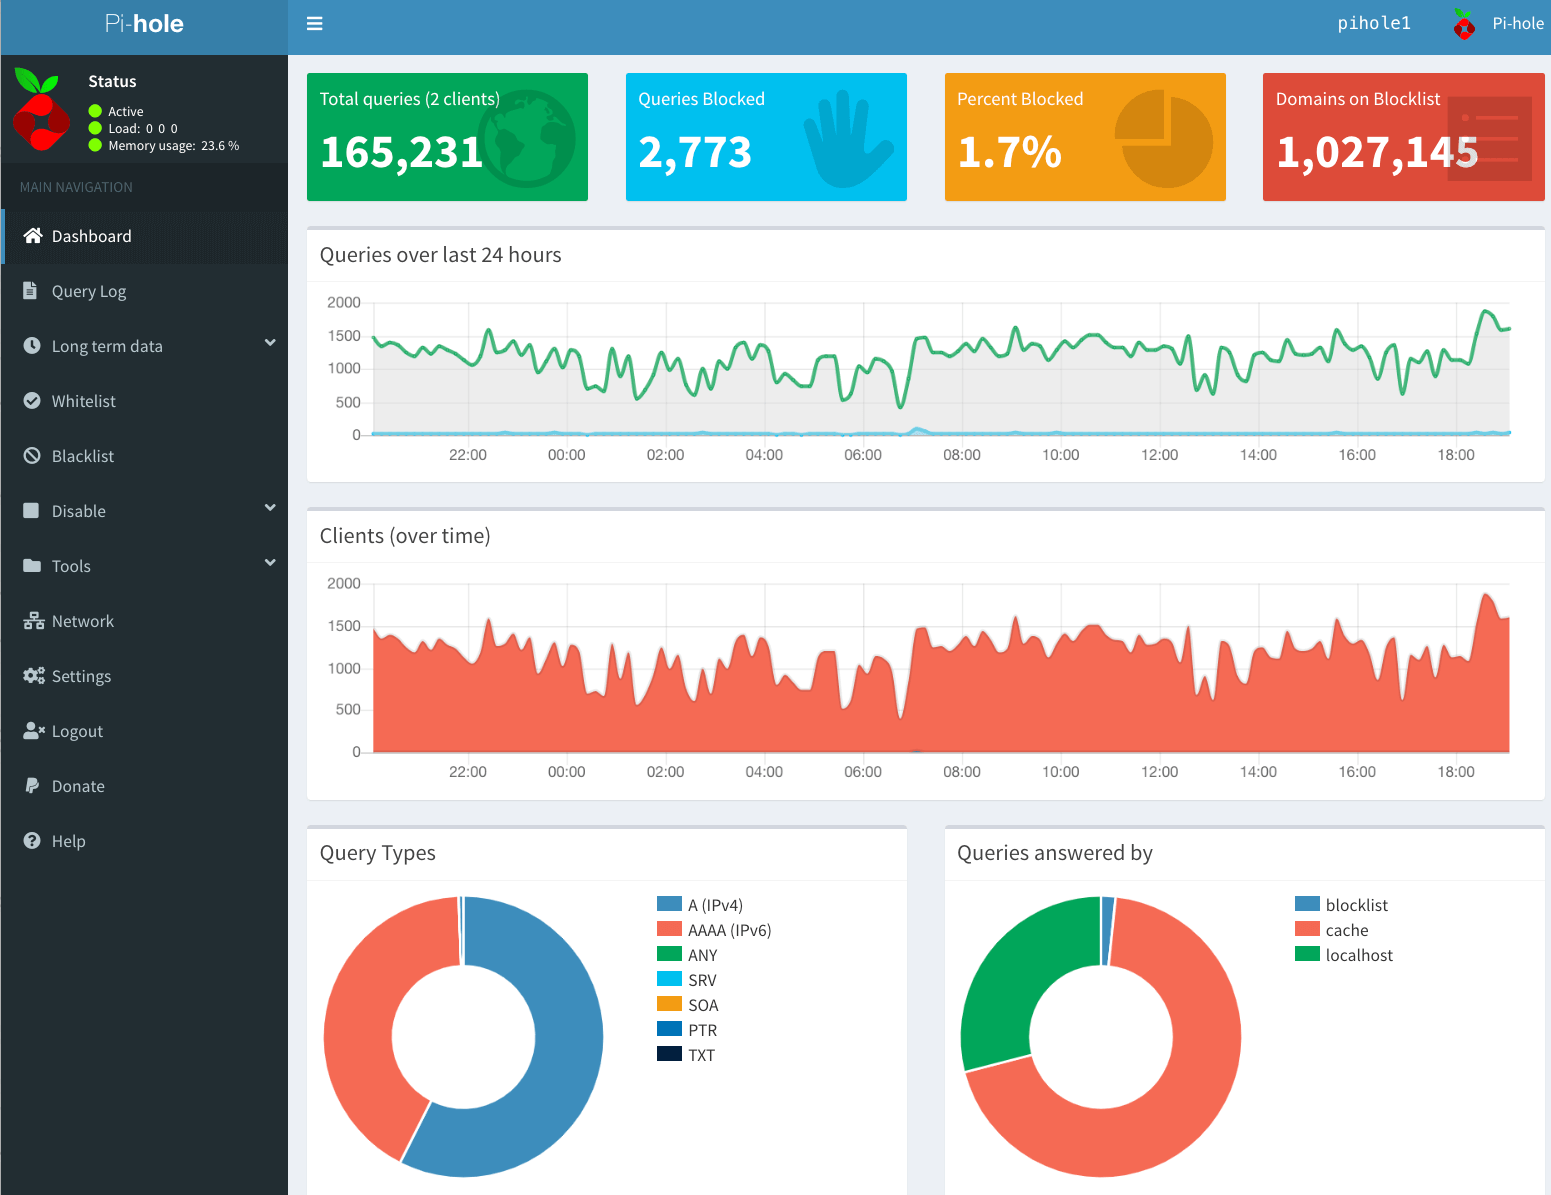 Pi-hole
pihole1
Pi-hole
Status
Active
Load: 0 0 0
Memory usage: 23.6 %
MAIN NAVIGATION
Dashboard
Query Log
Long term data
Whitelist
Blacklist
Disable
Tools
Network
Settings
Logout
Donate
Help
Total queries (2 clients)
165,231
Queries Blocked
2,773
Percent Blocked
1.7%
Domains on Blocklist
1,027,145
Queries over last 24 hours
2000
1500
1000
500
0
22:00 00:00 02:00 04:00 06:00 08:00 10:00 12:00 14:00 16:00 18:00
Clients (over time)
2000
1500
1000
500
0
22:00 00:00 02:00 04:00 06:00 08:00 10:00 12:00 14:00 16:00 18:00
Query Types
A (IPv4)
AAAA (IPv6)
ANY
SRV
SOA
PTR
TXT
Queries answered by
blocklist
cache
localhost